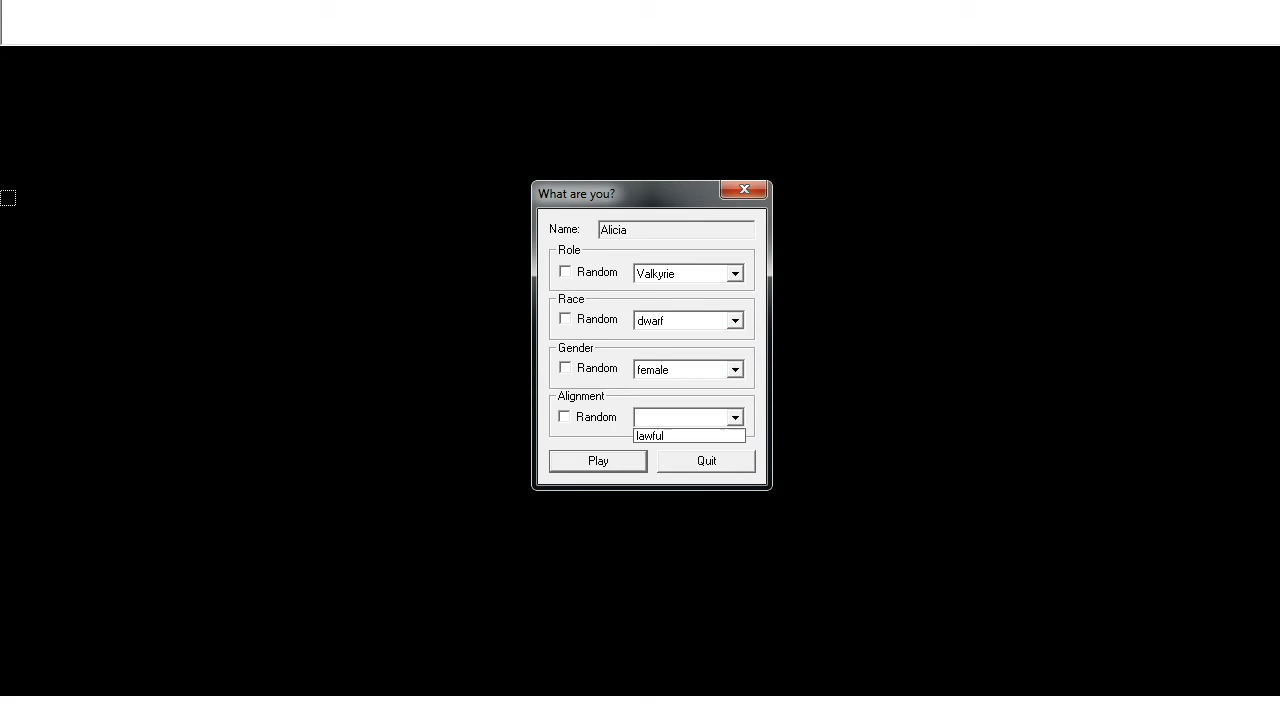 What are you?
Name: Alicia
Role
Random Valkyrie
Race
Random dwarf
Gender
Random female
Alignment
Random
lawful
Play Quit